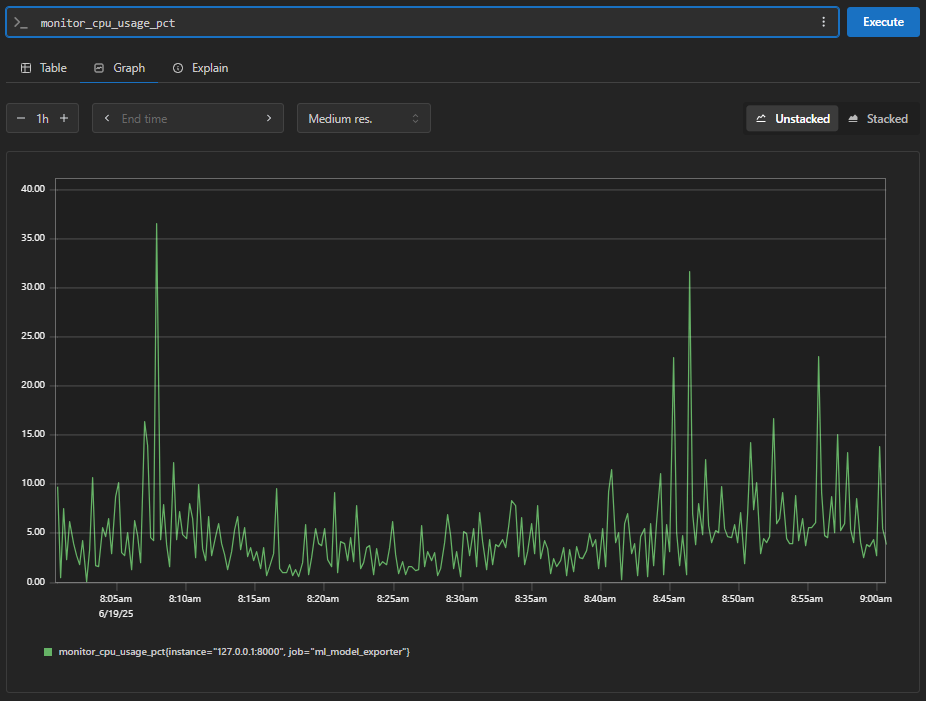 >_ monitor_cpu_usage_pct Execute
Table Graph Explain
− 1h + End time Medium res. Unstacked Stacked
40.00
35.00
30.00
25.00
20.00
15.00
10.00
5.00
0.00
8:05am 8:10am 8:15am 8:20am 8:25am 8:30am 8:35am 8:40am 8:45am 8:50am 8:55am 9:00am
6/19/25
monitor_cpu_usage_pct{instance="127.0.0.1:8000", job="ml_model_exporter"}